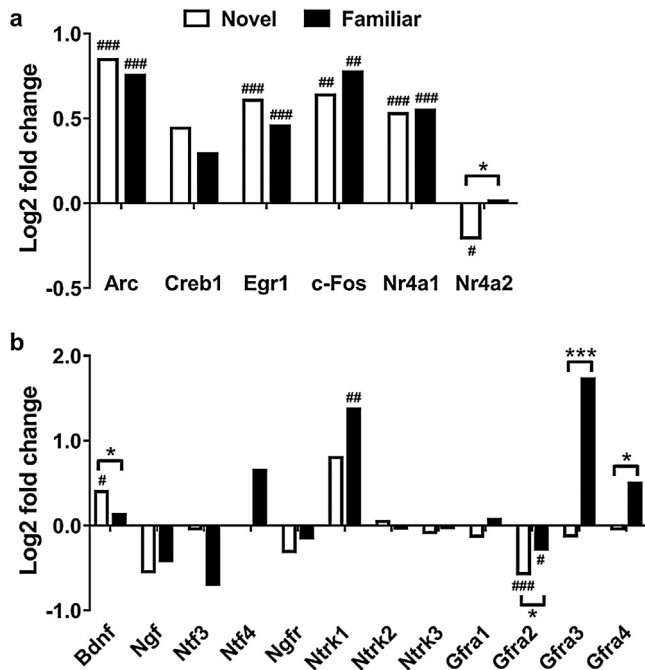 a
Novel Familiar
Log2 fold change
1.0
0.5
0.0
-0.5
### ### ### ### ## ## ### ### * #
Arc Creb1 Egr1 c-Fos Nr4a1 Nr4a2
b
Log2 fold change
2.0
1.0
0.0
-1.0
* # ## ### # * *** *
Bdnf Ngf Ntf3 Ntf4 Ngfr Ntrk1 Ntrk2 Ntrk3 Gfra1 Gfra2 Gfra3 Gfra4